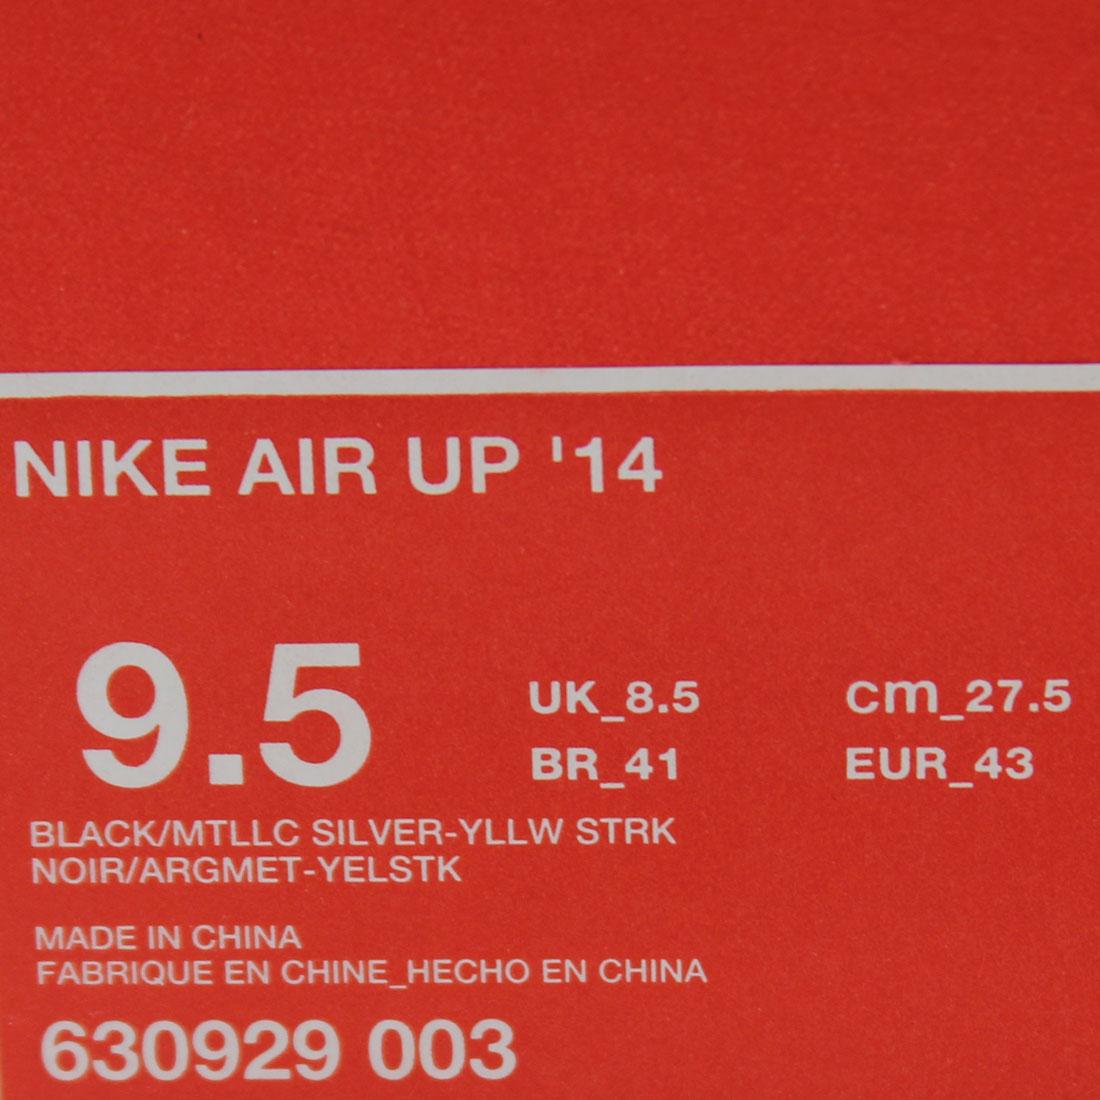 NIKE AIR UP '14
9.5
UK_8.5 cm_27.5
BR_41 EUR_43
BLACK/MTLLC SILVER-YLLW STRK
NOIR/ARGMET-YELSTK
MADE IN CHINA
FABRIQUE EN CHINE_HECHO EN CHINA
630929 003